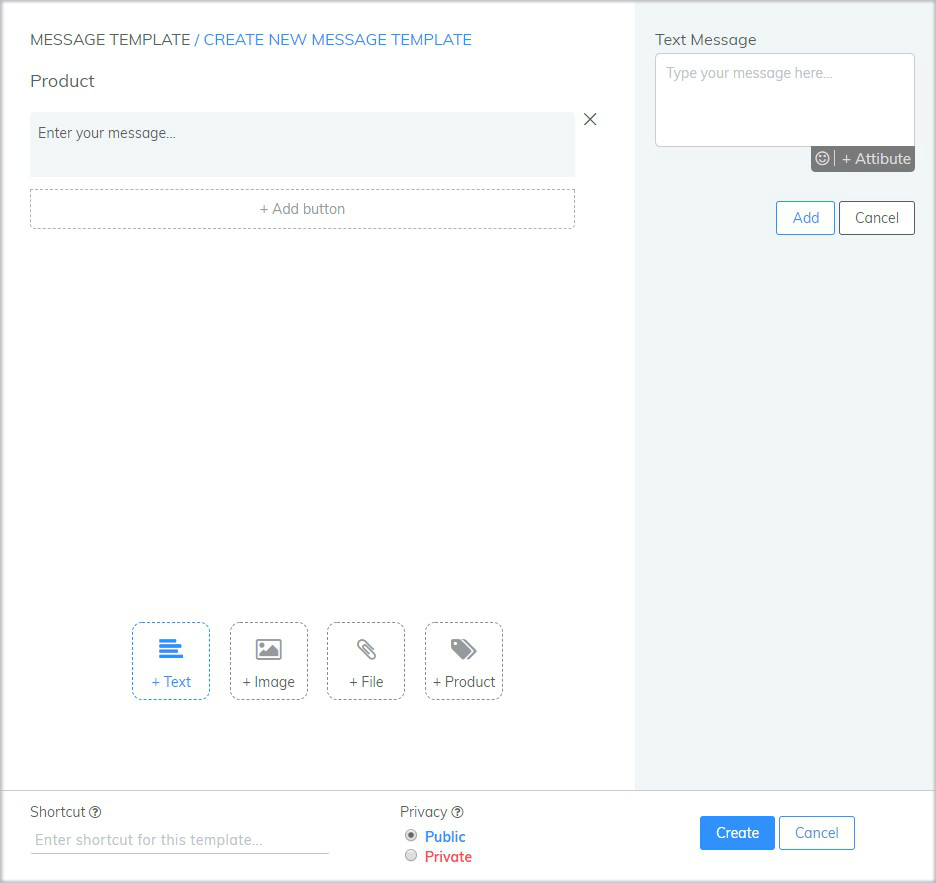 MESSAGE TEMPLATE / CREATE NEW MESSAGE TEMPLATE
Product
Enter your message...
+ Add button
+ Text
+ Image
+ File
+ Product
Text Message
Type your message here...
+ Attibute
Add
Cancel
Shortcut
Enter shortcut for this template...
Privacy
Public
Private
Create
Cancel